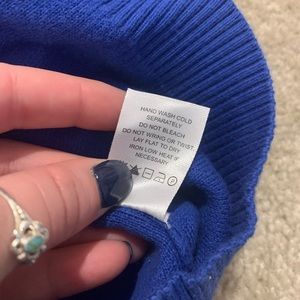 HAND WASH COLD
SEPARATELY
DO NOT BLEACH
DO NOT WRING OR TWIST
LAY FLAT TO DRY
IRON LOW HEAT IF
NECESSARY